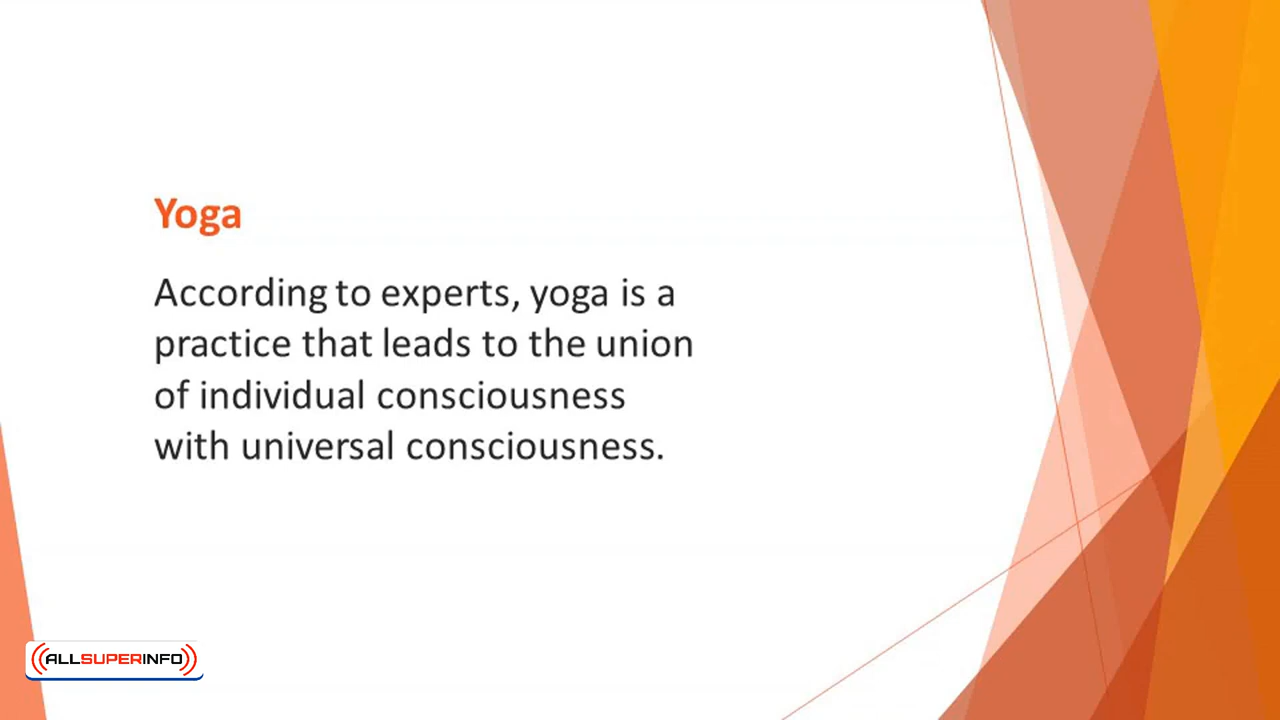 Yoga
According to experts, yoga is a
practice that leads to the union
of individual consciousness
with universal consciousness.
ALLSUPERINFO